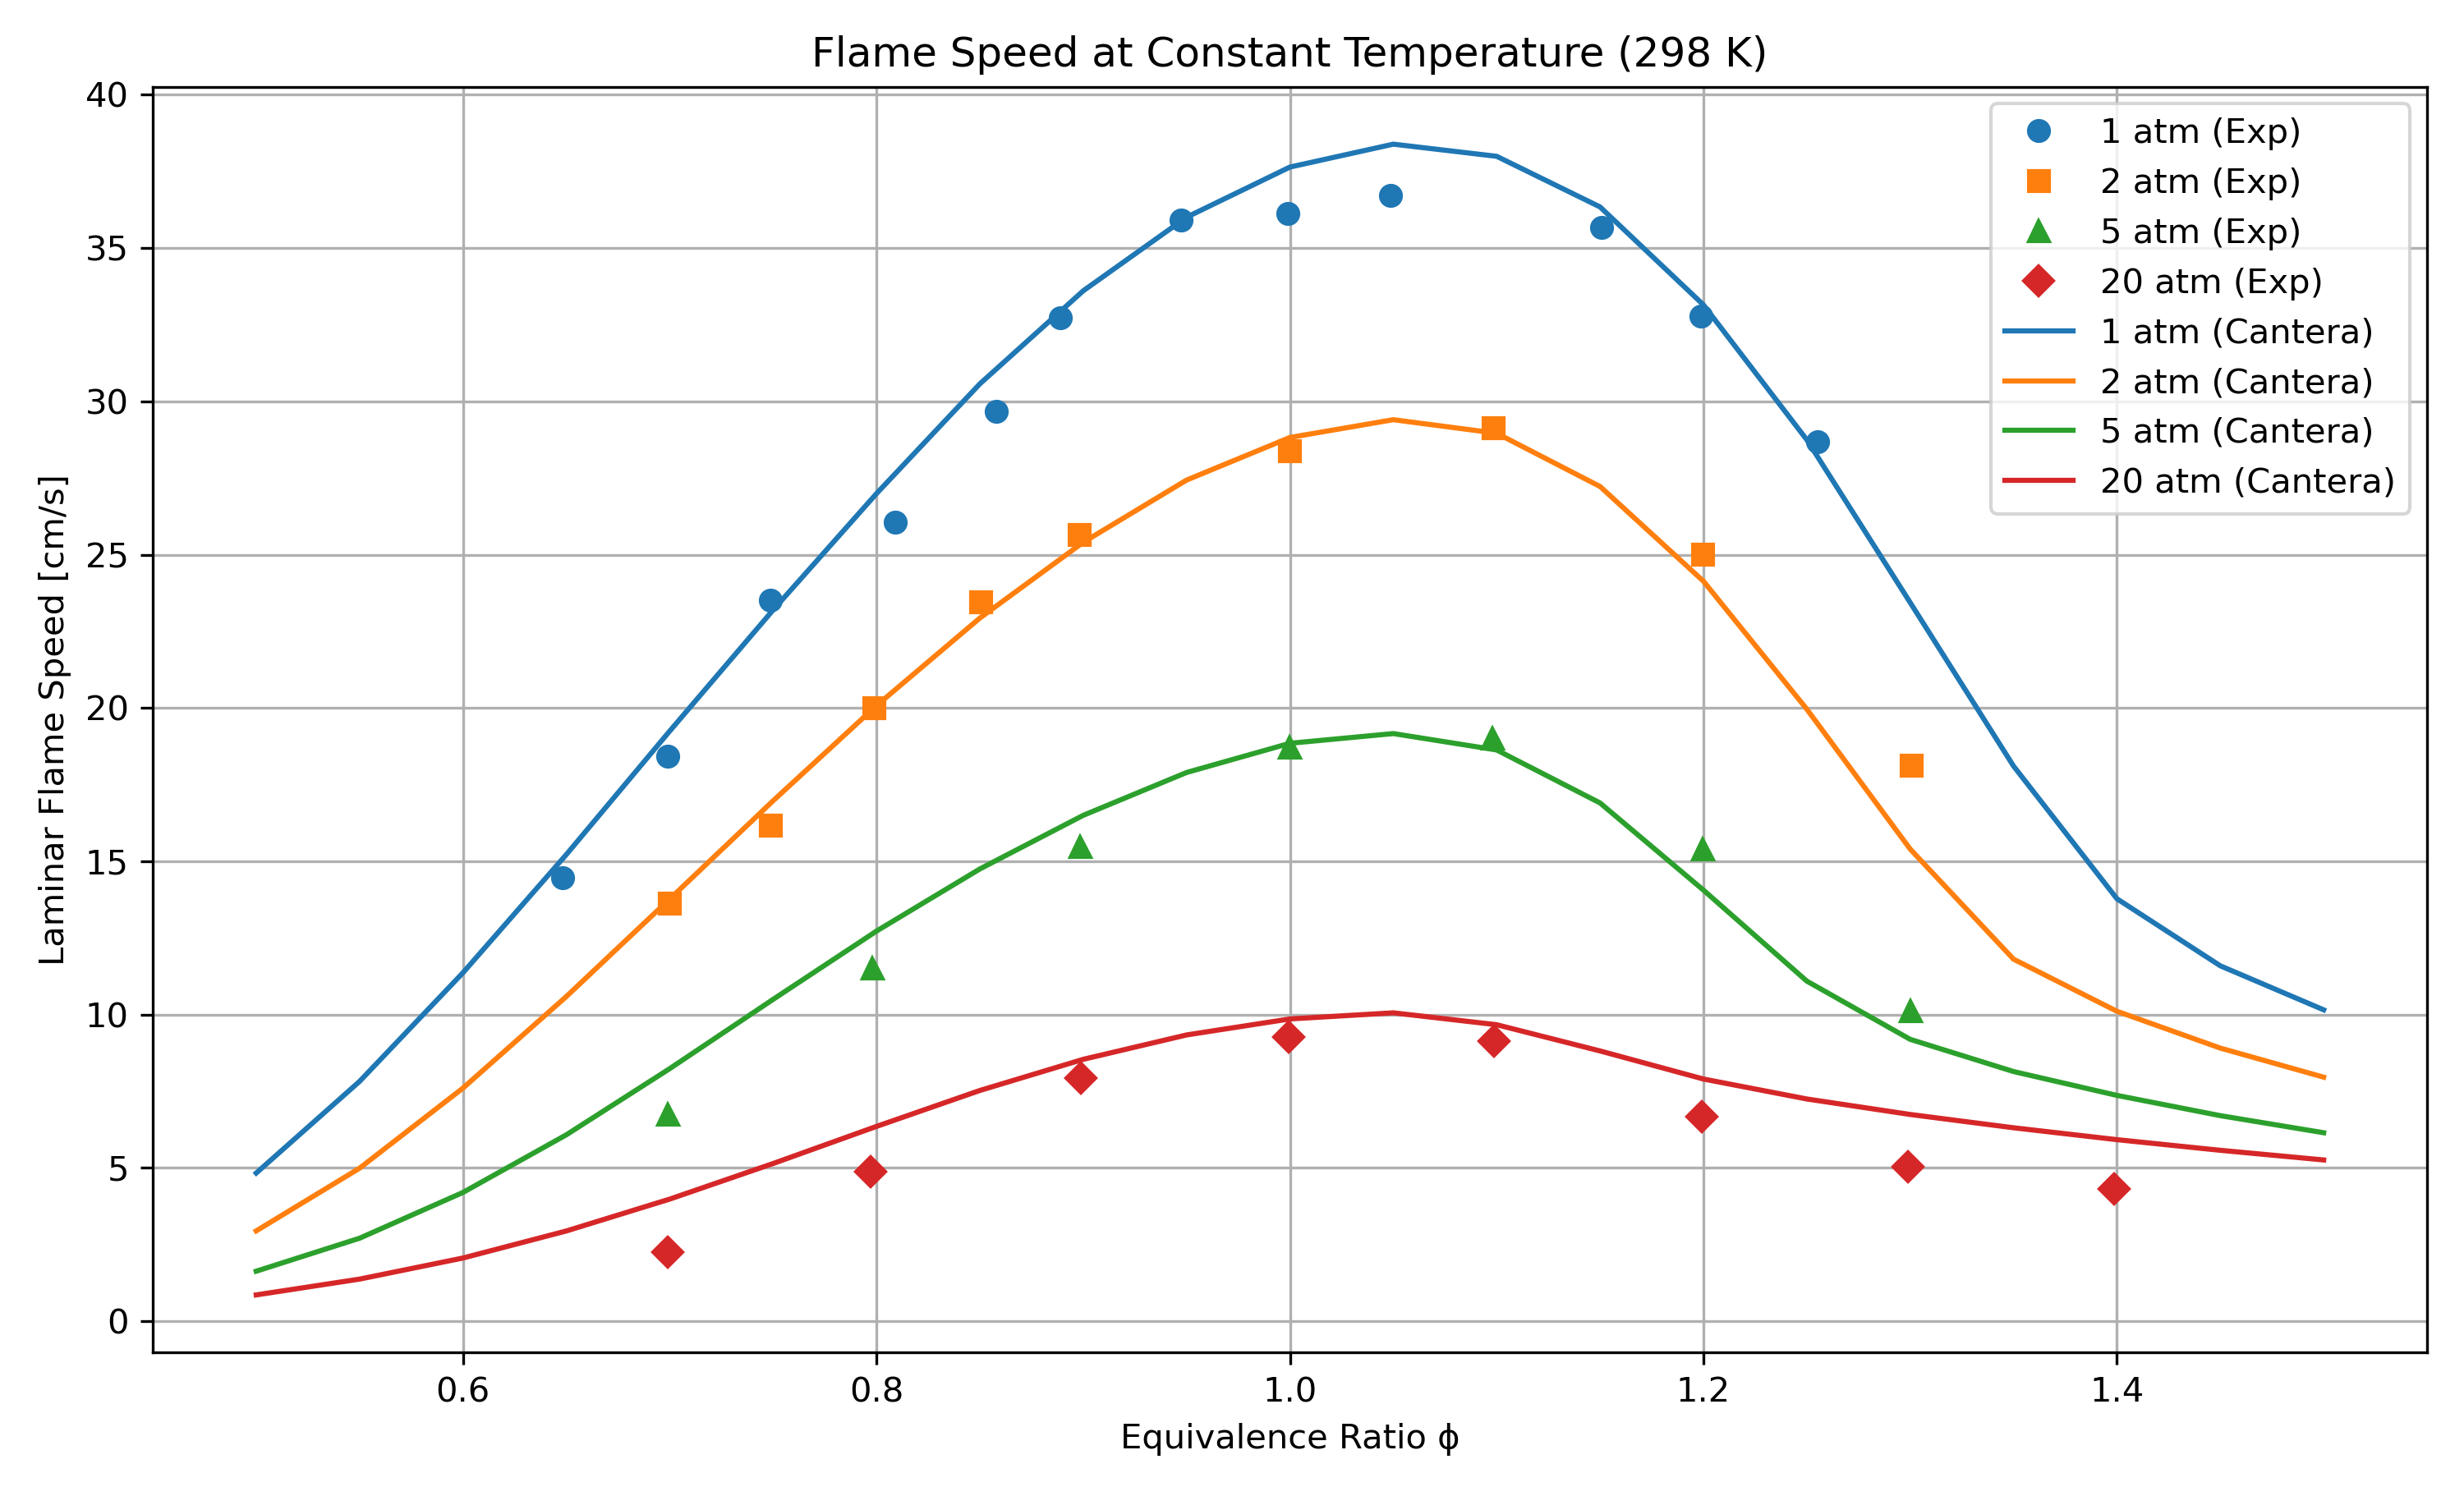 Flame Speed at Constant Temperature (298 K)
Laminar Flame Speed [cm/s]
40
35
30
25
20
15
10
5
0
1 atm (Exp)
2 atm (Exp)
5 atm (Exp)
20 atm (Exp)
1 atm (Cantera)
2 atm (Cantera)
5 atm (Cantera)
20 atm (Cantera)
0.6 0.8 1.0 1.2 1.4
Equivalence Ratio ϕ